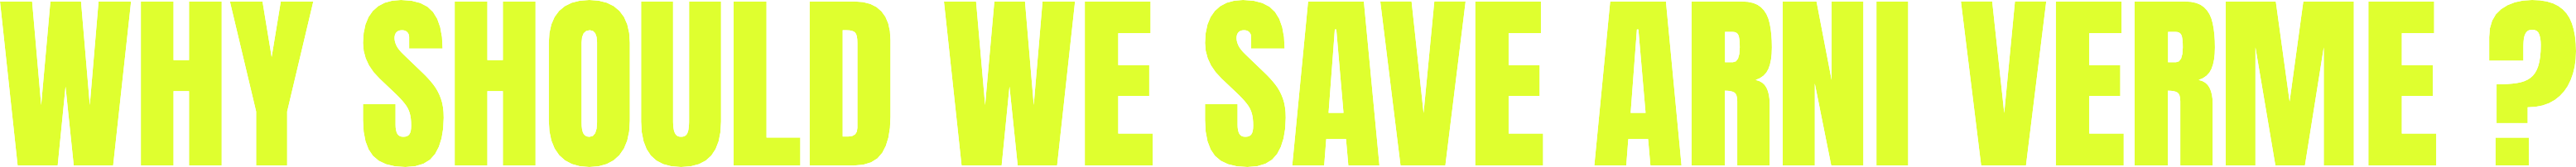 WHY SHOULD WE SAVE ARNI VERME ?